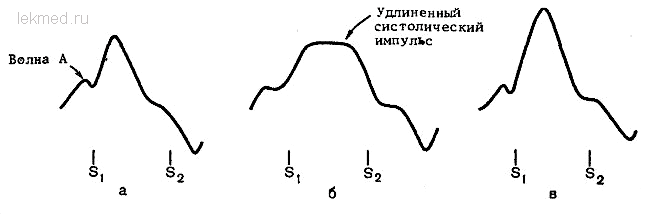 lekmed.ru
Волна А
Удлиненный
систолический
импульс
S1 S2 S1 S2 S1 S2
а б в